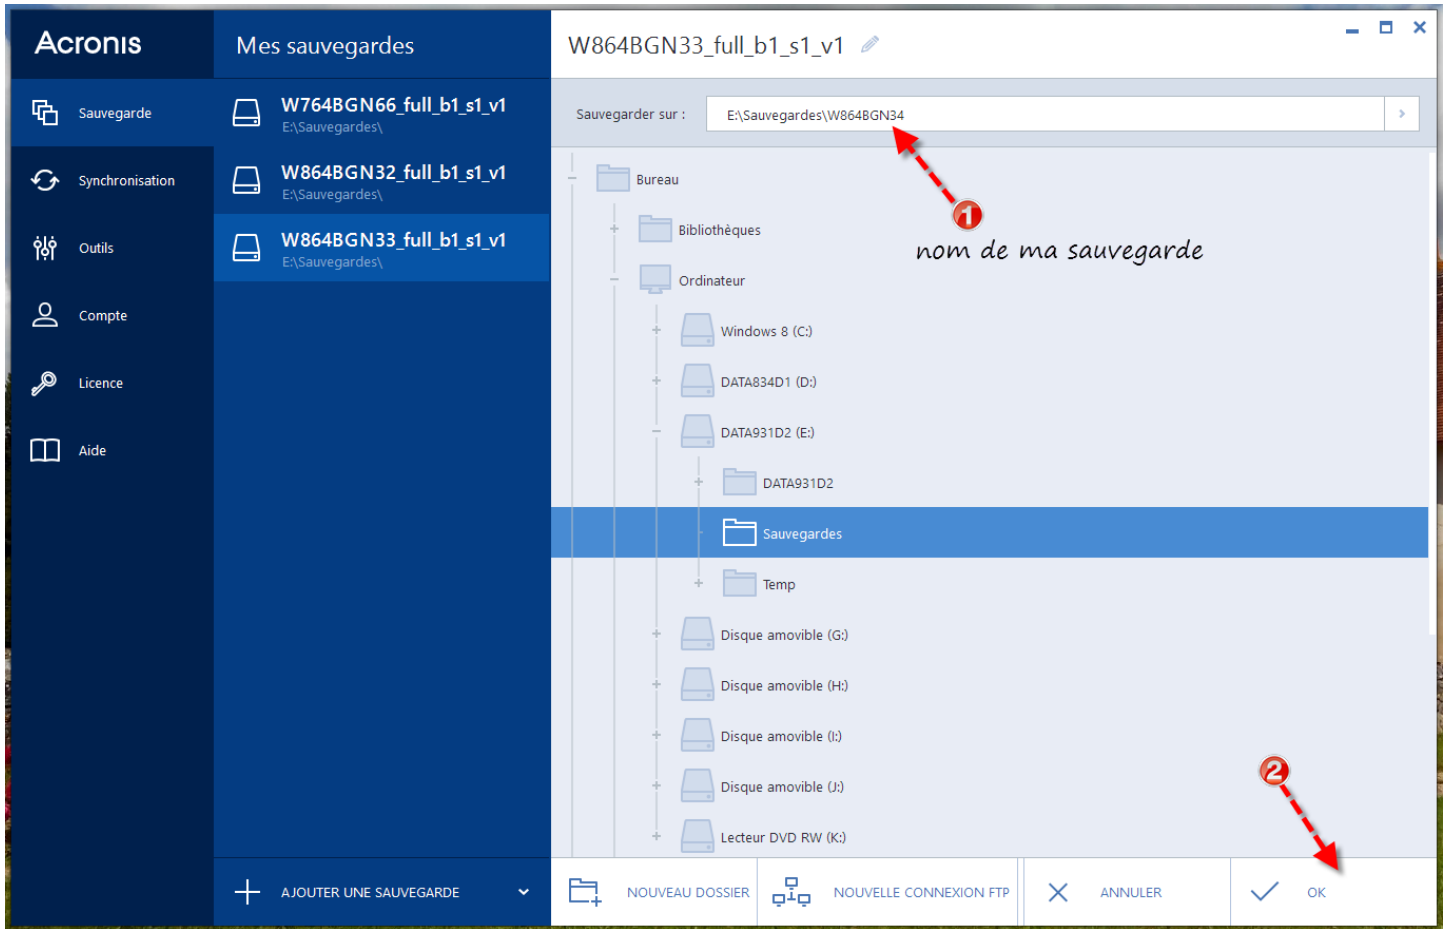 Acronis
Mes sauvegardes
W864BGN33_full_b1_s1_v1
Sauvegarde
Synchronisation
Outils
Compte
Licence
Aide
W764BGN66_full_b1_s1_v1
E:\Sauvegardes\
W864BGN32_full_b1_s1_v1
E:\Sauvegardes\
W864BGN33_full_b1_s1_v1
E:\Sauvegardes\
AJOUTER UNE SAUVEGARDE
Sauvegarder sur :
E:\Sauvegardes\W864BGN34
1
nom de ma sauvegarde
Bureau
Bibliothèques
Ordinateur
Windows 8 (C:)
DATA834D1 (D:)
DATA931D2 (E:)
DATA931D2
Sauvegardes
Temp
Disque amovible (G:)
Disque amovible (H:)
Disque amovible (I:)
Disque amovible (J:)
Lecteur DVD RW (K:)
2
NOUVEAU DOSSIER
NOUVELLE CONNEXION FTP
ANNULER
OK